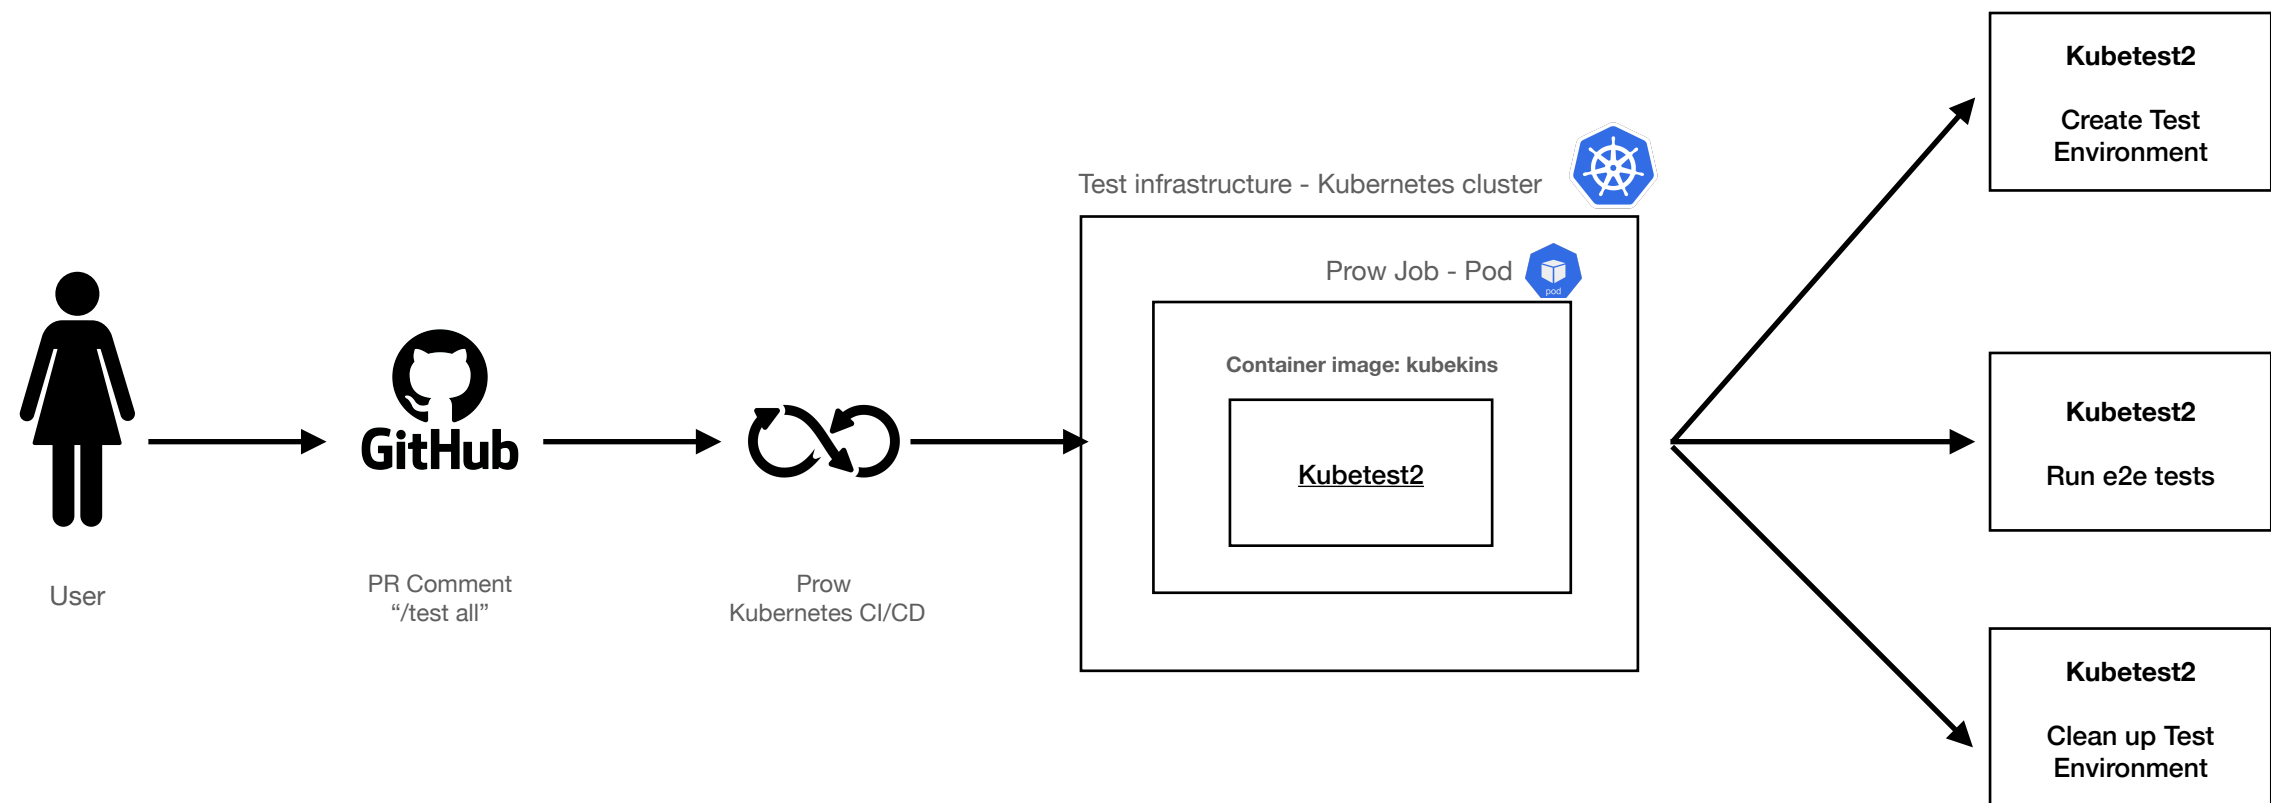 User
GitHub
PR Comment
“/test all”
Prow
Kubernetes CI/CD
Test infrastructure - Kubernetes cluster
Prow Job - Pod
pod
Container image: kubekins
Kubetest2
Kubetest2
Create Test
Environment
Kubetest2
Run e2e tests
Kubetest2
Clean up Test
Environment